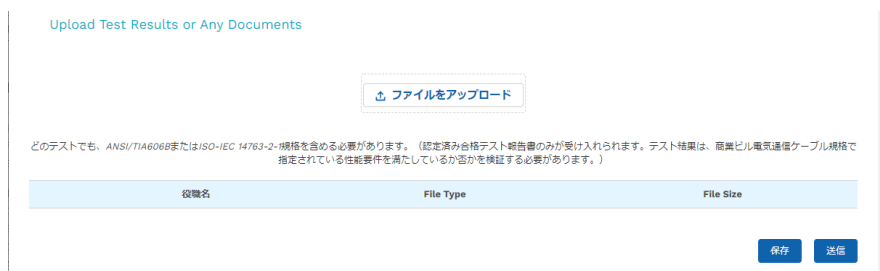 Upload Test Results or Any Documents
ファイルをアップロード
どのテストでも、ANSI/TIA606BまたはISO-IEC 14763-2-1規格を含める必要があります。（認定済み合格テスト報告書のみが受け入れられます。テスト結果は、商業ビル電気通信ケーブル規格で
指定されている性能要件を満たしているか否かを検証する必要があります。）
役職名 File Type File Size
保存 送信